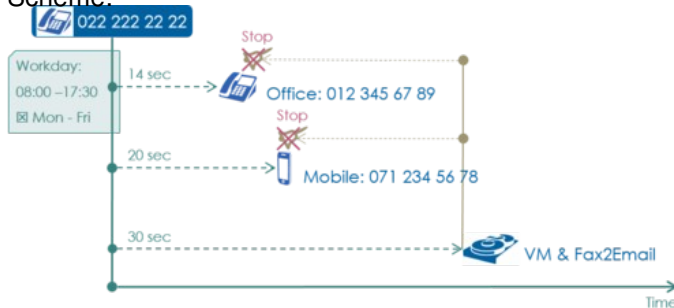 Scheme:
022 222 22 22
Stop
Workday:
08:00 –17:30
☒ Mon - Fri
14 sec
Office: 012 345 67 89
Stop
20 sec
Mobile: 071 234 56 78
30 sec
VM & Fax2Email
Time